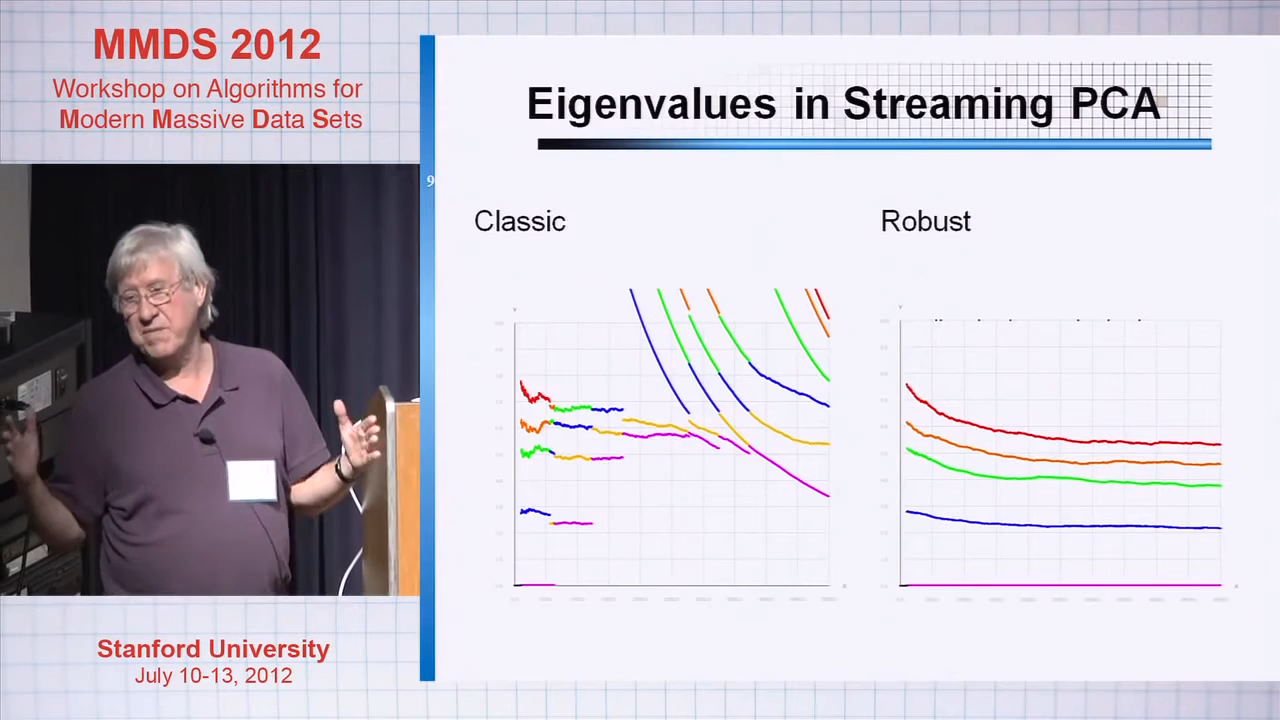 MMDS 2012
Workshop on Algorithms for
Modern Massive Data Sets
Stanford University
July 10-13, 2012
9
Eigenvalues in Streaming PCA
Classic
Robust